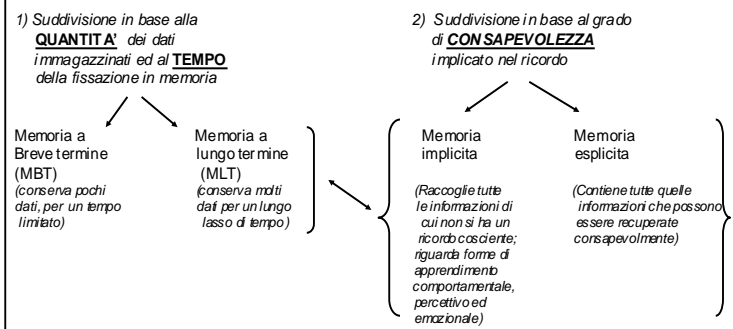 1) Suddivisione in base alla
QUANTITA' dei dati
immagazzinati ed al TEMPO
della fissazione in memoria
2) Suddivisione in base al grado
di CONSAPEVOLEZZA
implicato nel ricordo
Memoria a
Breve termine
(MBT)
(conserva pochi
dati, per un tempo
limitato)
Memoria a
lungo termine
(MLT)
(conserva molti
dati per un lungo
lasso di tempo)
Memoria
implicita
(Raccoglie tutte
le informazioni di
cui non si ha un
ricordo cosciente;
riguarda forme di
apprendimento
comportamentale,
percettivo ed
emozionale)
Memoria
esplicita
(Contiene tutte quelle
informazioni che possono
essere recuperate
consapevolmente)